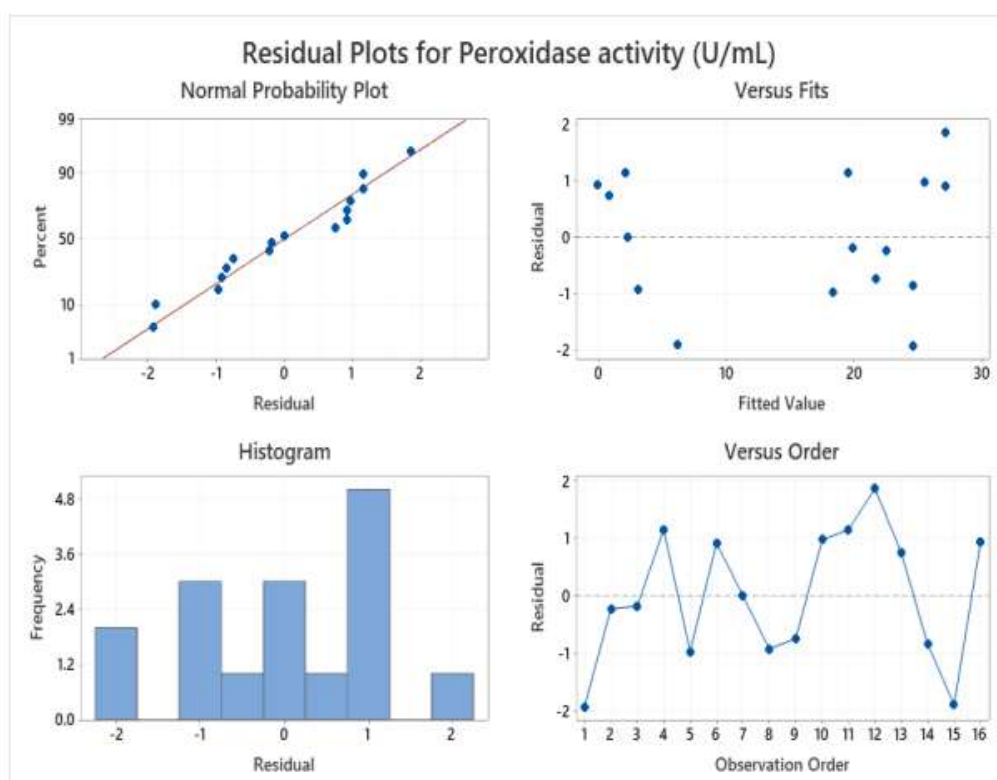 Residual Plots for Peroxidase activity (U/mL)
Normal Probability Plot
99
90
50
10
1
Percent
-2 -1 0 1 2
Residual
Versus Fits
2
1
0
-1
-2
Residual
0 10 20 30
Fitted Value
Histogram
4.8
3.6
2.4
1.2
0.0
Frequency
-2 -1 0 1 2
Residual
Versus Order
2
1
0
-1
-2
Residual
1 2 3 4 5 6 7 8 9 10 11 12 13 14 15 16
Observation Order